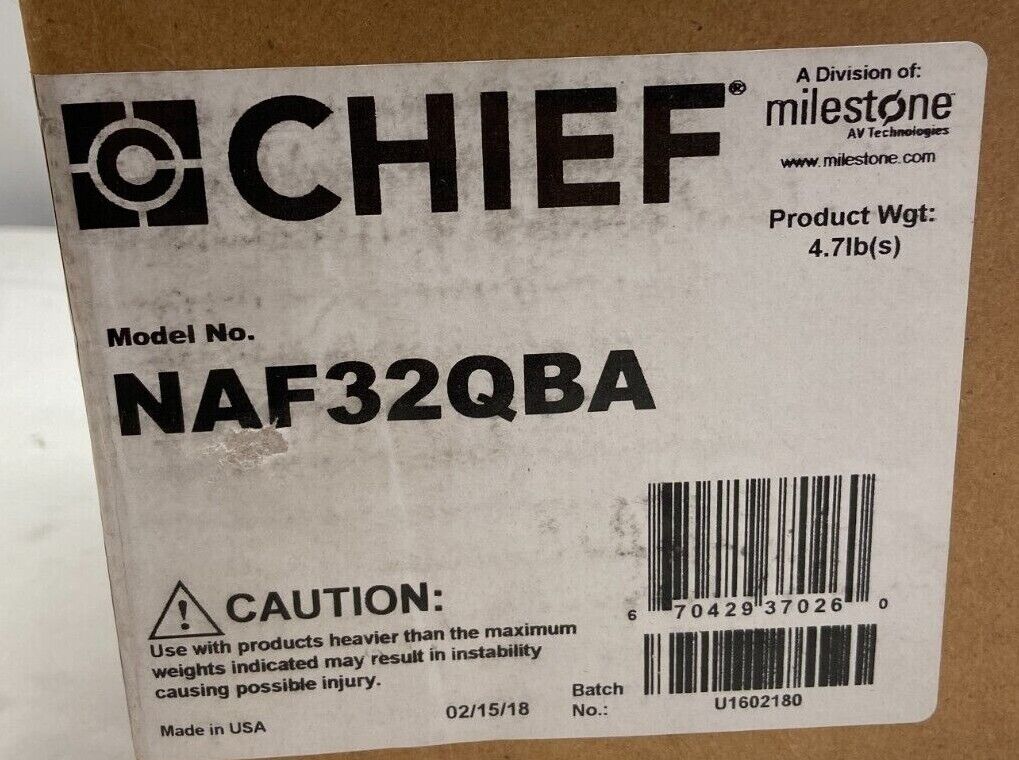 CHIEF®
A Division of:
milestone
AV Technologies
www.milestone.com
Product Wgt:
4.7lb(s)
Model No.
NAF32QBA
CAUTION:
Use with products heavier than the maximum
weights indicated may result in instability
causing possible injury.
Made in USA
02/15/18
6 70429 37026 0
Batch
No.:
U1602180